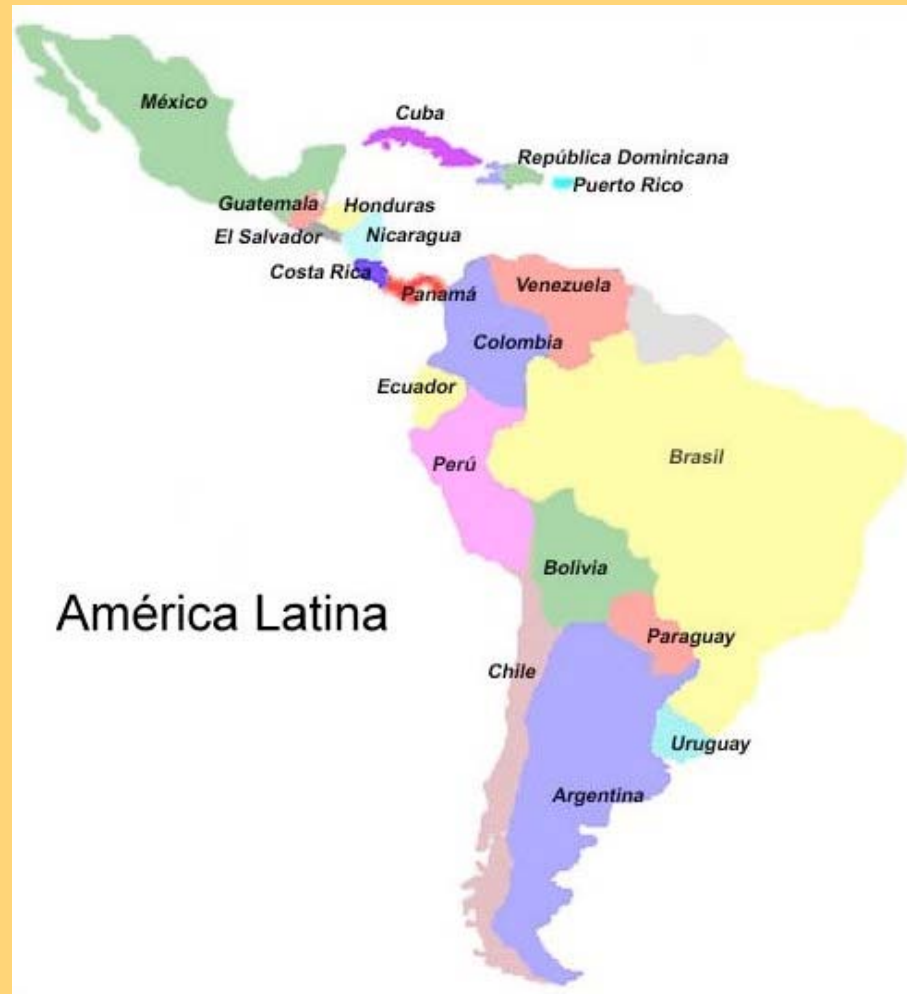 México
Cuba
República Dominicana
Puerto Rico
Guatemala
Honduras
El Salvador
Nicaragua
Costa Rica
Panamá
Venezuela
Colombia
Ecuador
Brasil
Perú
Bolivia
América Latina
Paraguay
Chile
Uruguay
Argentina